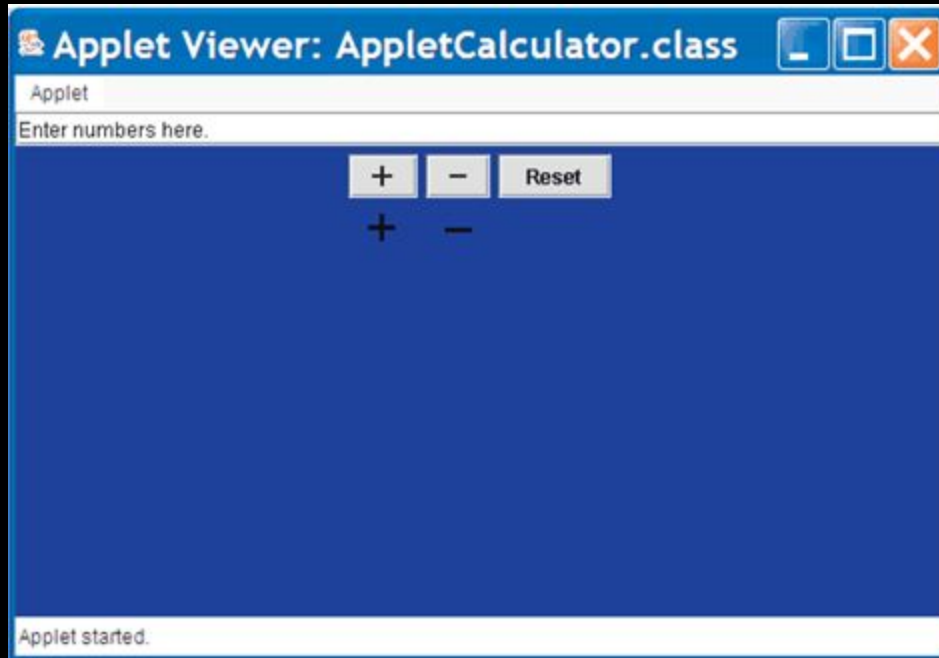 Applet Viewer: AppletCalculator.class
Applet
Enter numbers here.
+ − Reset
+ −
Applet started.